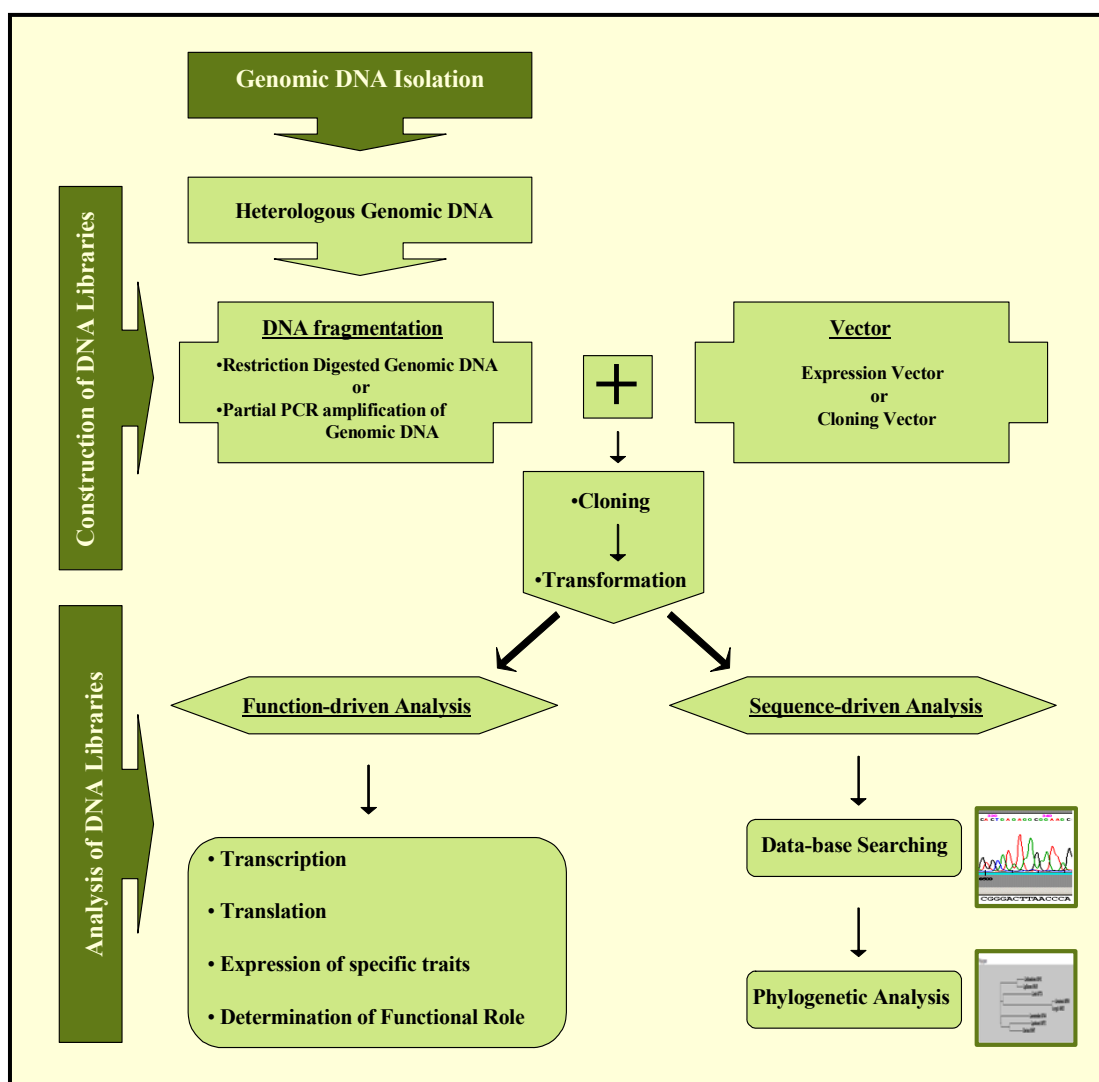 Genomic DNA Isolation
Heterologous Genomic DNA
Construction of DNA Libraries
DNA fragmentation
•Restriction Digested Genomic DNA
or
•Partial PCR amplification of
Genomic DNA
+
Vector
Expression Vector
or
Cloning Vector
•Cloning
•Transformation
Analysis of DNA Libraries
Function-driven Analysis
• Transcription
• Translation
• Expression of specific traits
• Determination of Functional Role
Sequence-driven Analysis
Data-base Searching
CGGGACTTAACCCA
Phylogenetic Analysis